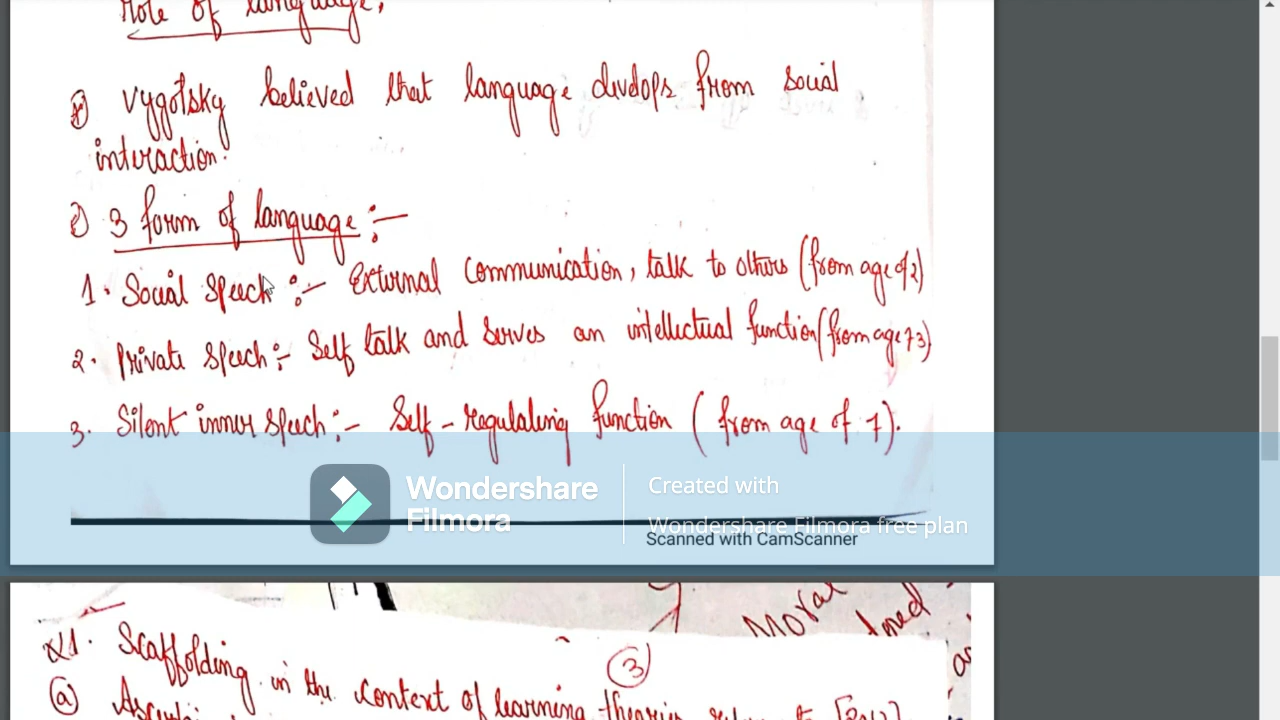 Role of language:
Vygotsky believed that language divdops from social
interaction.
3 form of language :-
1. Social Speech :- External Communication, talk to others (from age of 2)
2. Private Speech :- Self talk and serves an intellectual function (from age 73)
3. Silent inner Speech :- Self-regulating function (from age of 7).
Wondershare
Filmora
Created with
Wondershare Filmora free plan
Scanned with CamScanner
Moral
3
Scaffolding in the context of learning theories
(a)